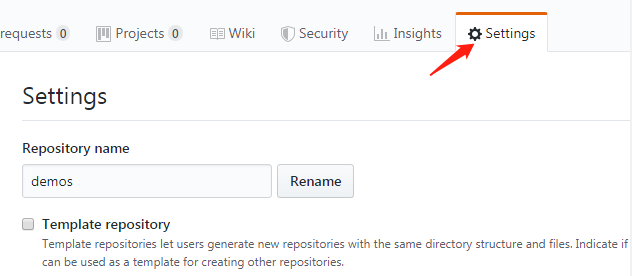 requests 0 Projects 0 Wiki Security Insights Settings
Settings
Repository name
demos Rename
Template repository
Template repositories let users generate new repositories with the same directory structure and files. Indicate if
can be used as a template for creating other repositories.